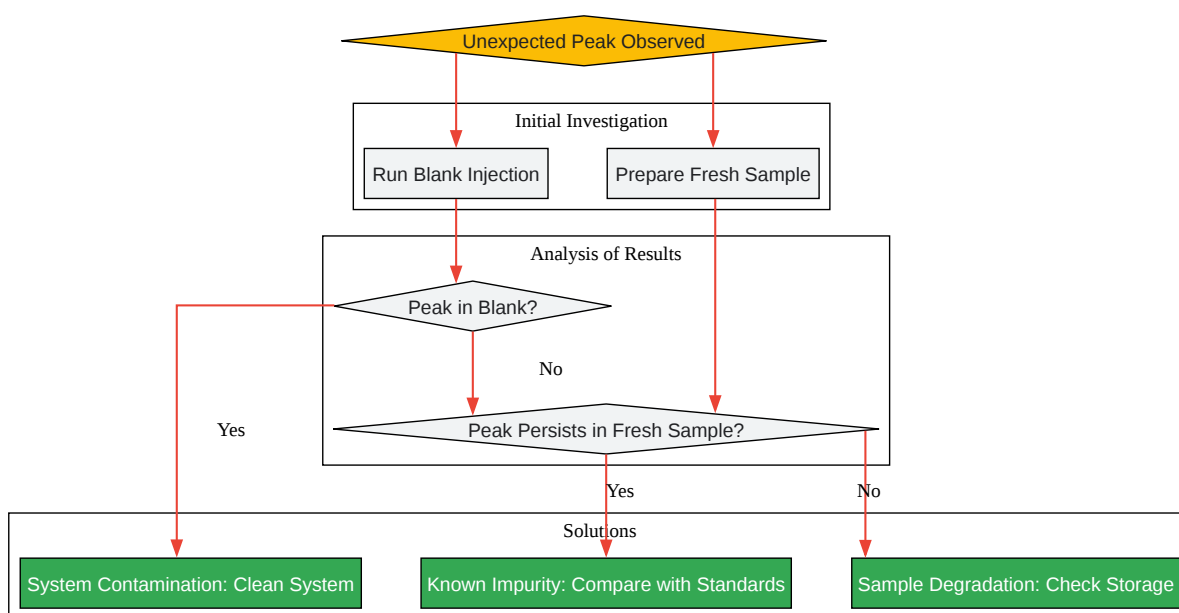 Unexpected Peak Observed
Initial Investigation
Run Blank Injection
Prepare Fresh Sample
Analysis of Results
Peak in Blank?
No
Yes
Peak Persists in Fresh Sample?
Yes
No
Solutions
System Contamination: Clean System
Known Impurity: Compare with Standards
Sample Degradation: Check Storage